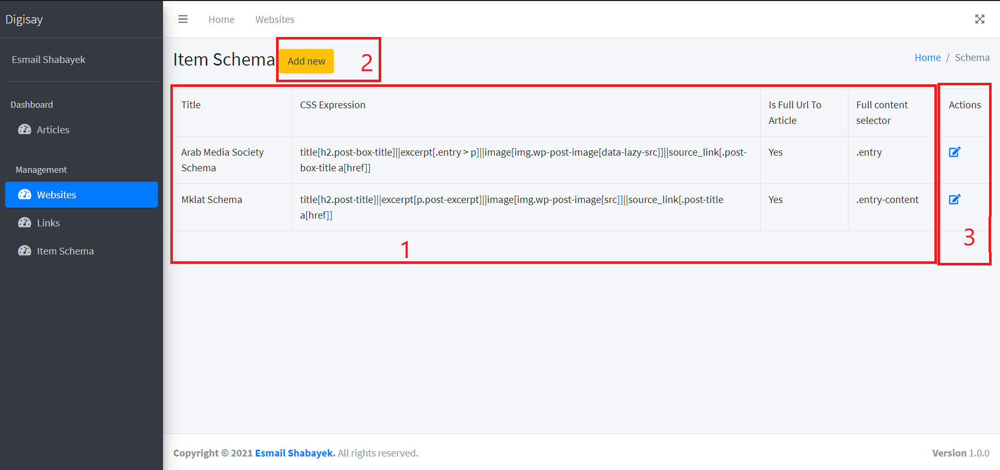 Digisay
Esmail Shabayek
Dashboard
Articles
Management
Websites
Links
Item Schema
Home Websites
Item Schema Add new 2
Home / Schema
Title CSS Expression Is Full Url To Full content Actions
Article selector
Arab Media Society title[h2.post-box-title]||excerpt[.entry > p]||image[img.wp-post-image[data-lazy-src]]||source_link[.post- Yes .entry
Schema box-title a[href]]
Mklat Schema title[h2.post-title]||excerpt[p.post-excerpt]||image[img.wp-post-image[src]]||source_link[.post-title Yes .entry-content
a[href]]
1
3
Copyright © 2021 Esmail Shabayek. All rights reserved. Version 1.0.0